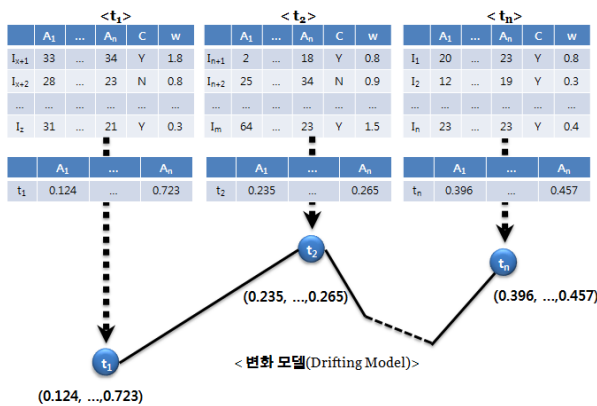 <t₁>
A₁ ... Aₙ C w
Iₓ₊₁ 33 ... 34 Y 1.8
Iₓ₊₂ 28 ... 23 N 0.8
... ... ... ... ... ...
I_z 31 ... 21 Y 0.3
<t₂>
A₁ ... Aₙ C w
Iₙ₊₁ 2 ... 18 Y 0.8
Iₙ₊₂ 25 ... 34 N 0.9
... ... ... ... ... ...
Iₘ 64 ... 23 Y 1.5
<tₙ>
A₁ ... Aₙ C w
I₁ 20 ... 23 Y 0.8
I₂ 12 ... 19 Y 0.3
... ... ... ... ... ...
Iₙ 23 ... 23 Y 0.4
A₁ ... Aₙ
t₁ 0.124 ... 0.723
A₁ ... Aₙ
t₂ 0.235 ... 0.265
A₁ ... Aₙ
tₙ 0.396 ... 0.457
t₂
(0.235, ...,0.265)
tₙ
(0.396, ...,0.457)
t₁
(0.124, ...,0.723)
< 변화 모델(Drifting Model)>